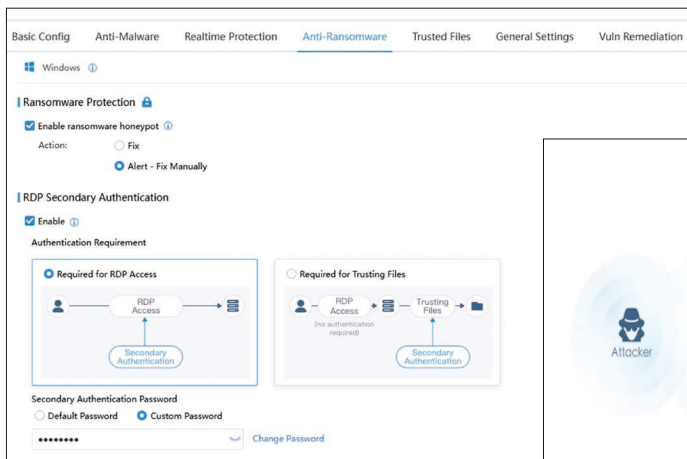 Basic Config Anti-Malware Realtime Protection Anti-Ransomware Trusted Files General Settings Vuln Remediation
Windows
Ransomware Protection
Enable ransomware honeypot
Action: Fix
Alert - Fix Manually
RDP Secondary Authentication
Enable
Authentication Requirement
Required for RDP Access
RDP
Access
Secondary
Authentication
Required for Trusting Files
RDP
Access
(no authentication
required)
Trusting
Files
Secondary
Authentication
Secondary Authentication Password
Default Password Custom Password
•••••••• Change Password
Attacker